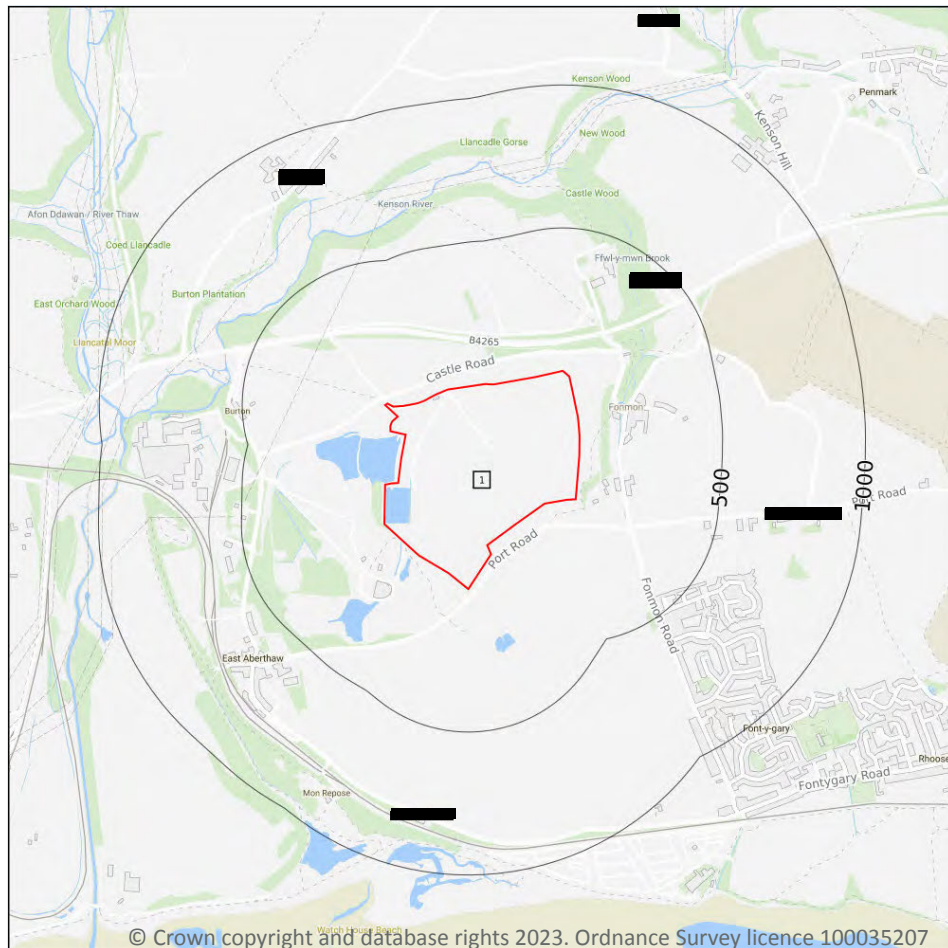 Kenson Wood
Penmark
Kenson Hill
New Wood
Llancadle Gorse
Castle Wood
Kenson River
Afon Ddawan / River Thaw
Coed Llancadle
Ffwl-y-mwn Brook
Burton Plantation
East Orchard Wood
Llancatal Moor
B4265
Castle Road
Burton
Fonmon
1
500
1000
Port Road
Port Road
Fonmon Road
East Aberthaw
Font-y-gary
Rhoose
Fontygary Road
Mon Repose
Watch House Beach
© Crown copyright and database rights 2023. Ordnance Survey licence 100035207